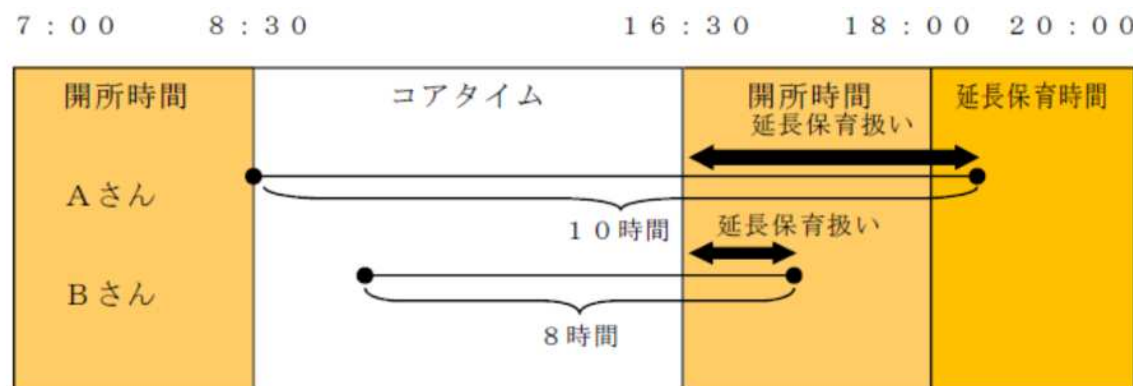 ７：００ ８：３０ １６：３０ １８：００ ２０：００
開所時間 コアタイム 開所時間 延長保育時間
延長保育扱い
Ａさん
１０時間 延長保育扱い
Ｂさん
８時間